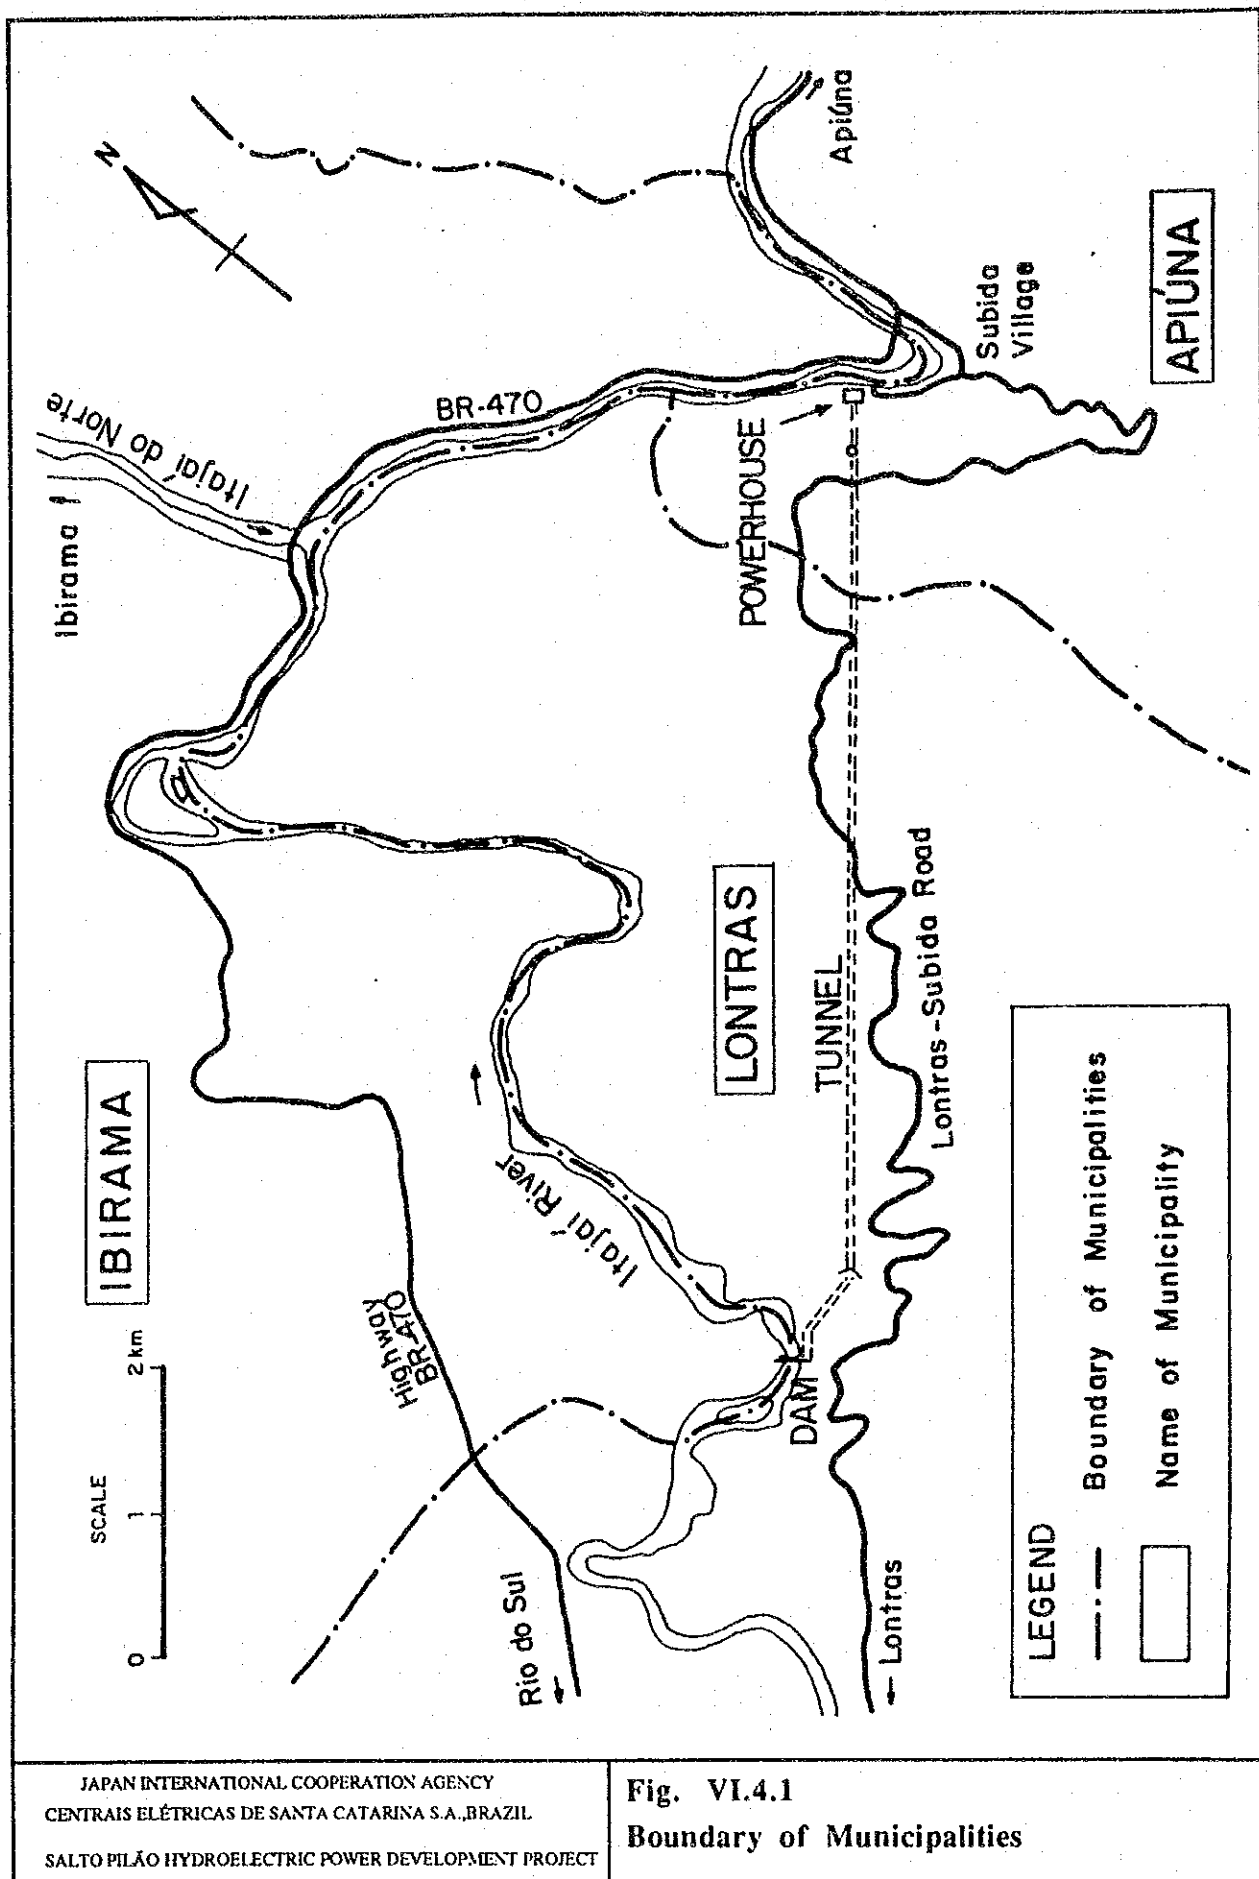 N
Itajaí do Norte
Ibirama
BR-470
Apiúna
Subida
Village
APIÚNA
POWERHOUSE
IBIRAMA
Highway
BR-470
Itajaí River
LONTRAS
TUNNEL
Lontras-Subida Road
DAM
SCALE
0 1 2 km
Rio do Sul
Lontras
LEGEND
Boundary of Municipalities
Name of Municipality
JAPAN INTERNATIONAL COOPERATION AGENCY
CENTRAIS ELÉTRICAS DE SANTA CATARINA S.A.,BRAZIL
SALTO PILÃO HYDROELECTRIC POWER DEVELOPMENT PROJECT
Fig. VI.4.1
Boundary of Municipalities